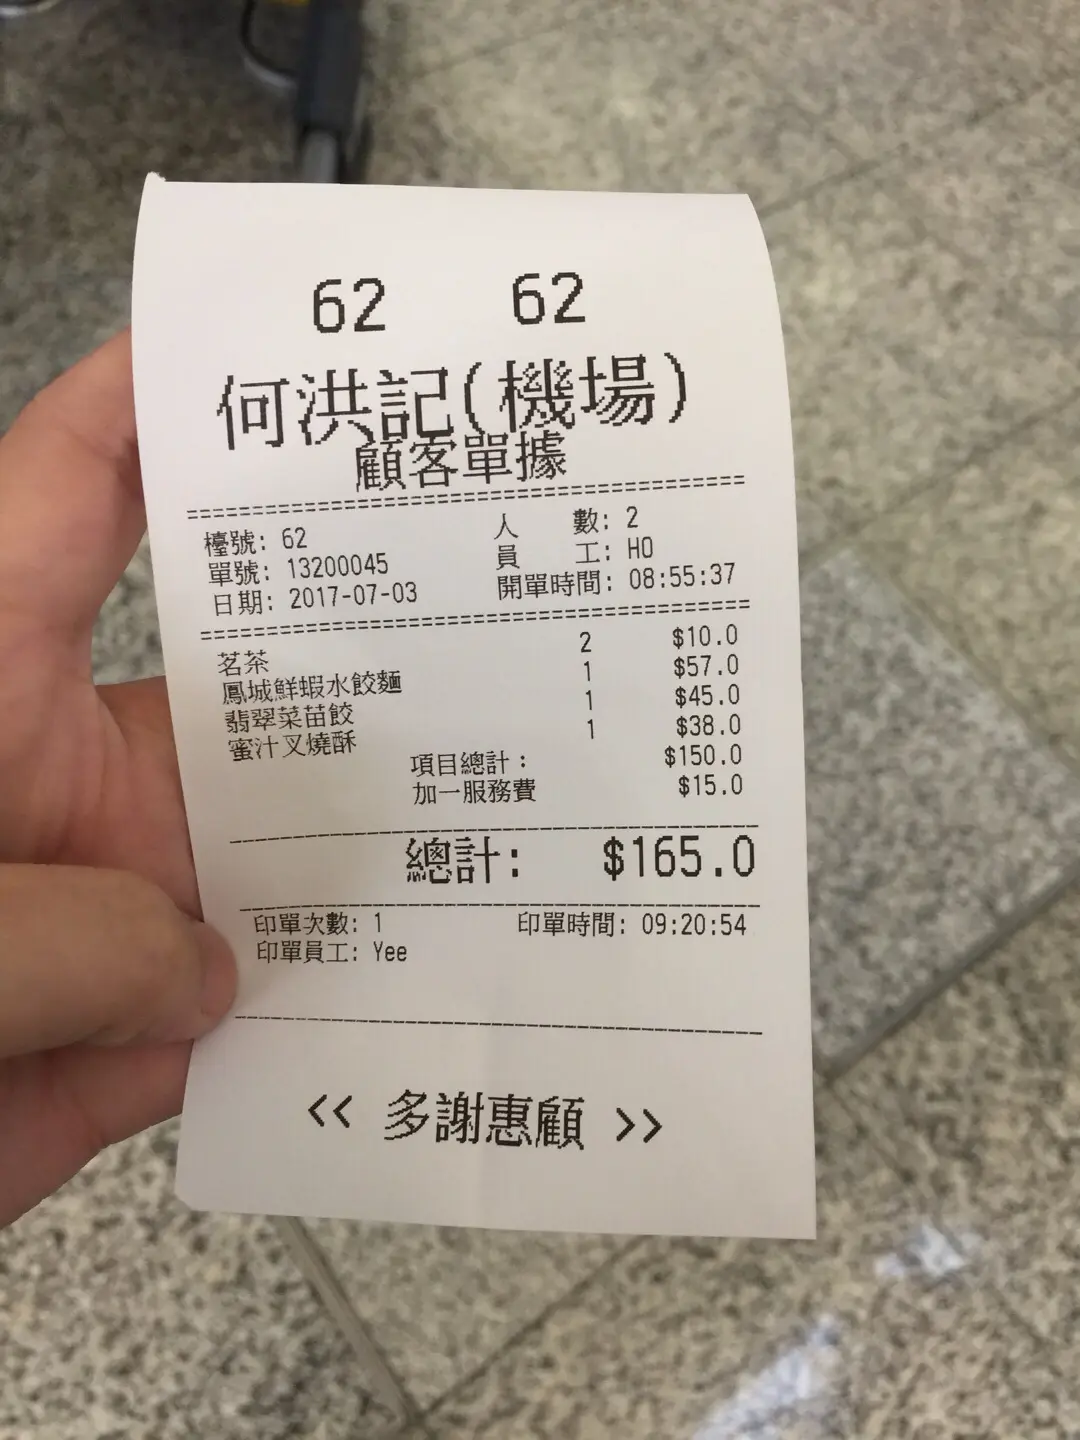 62 62
何洪記(機場)
顧客單據
檯號: 62 人 數: 2
單號: 13200045 員 工: HO
日期: 2017-07-03 開單時間: 08:55:37
茗茶 2 $10.0
鳳城鮮蝦水餃麵 1 $57.0
翡翠菜苗餃 1 $45.0
蜜汁叉燒酥 1 $38.0
項目總計: $150.0
加一服務費 $15.0
總計: $165.0
印單次數: 1 印單時間: 09:20:54
印單員工: Yee
<< 多謝惠顧 >>